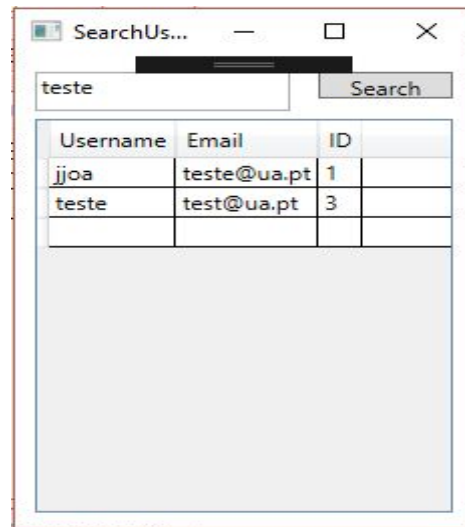 SearchUs...
teste Search
Username Email ID
jjoa teste@ua.pt 1
teste test@ua.pt 3